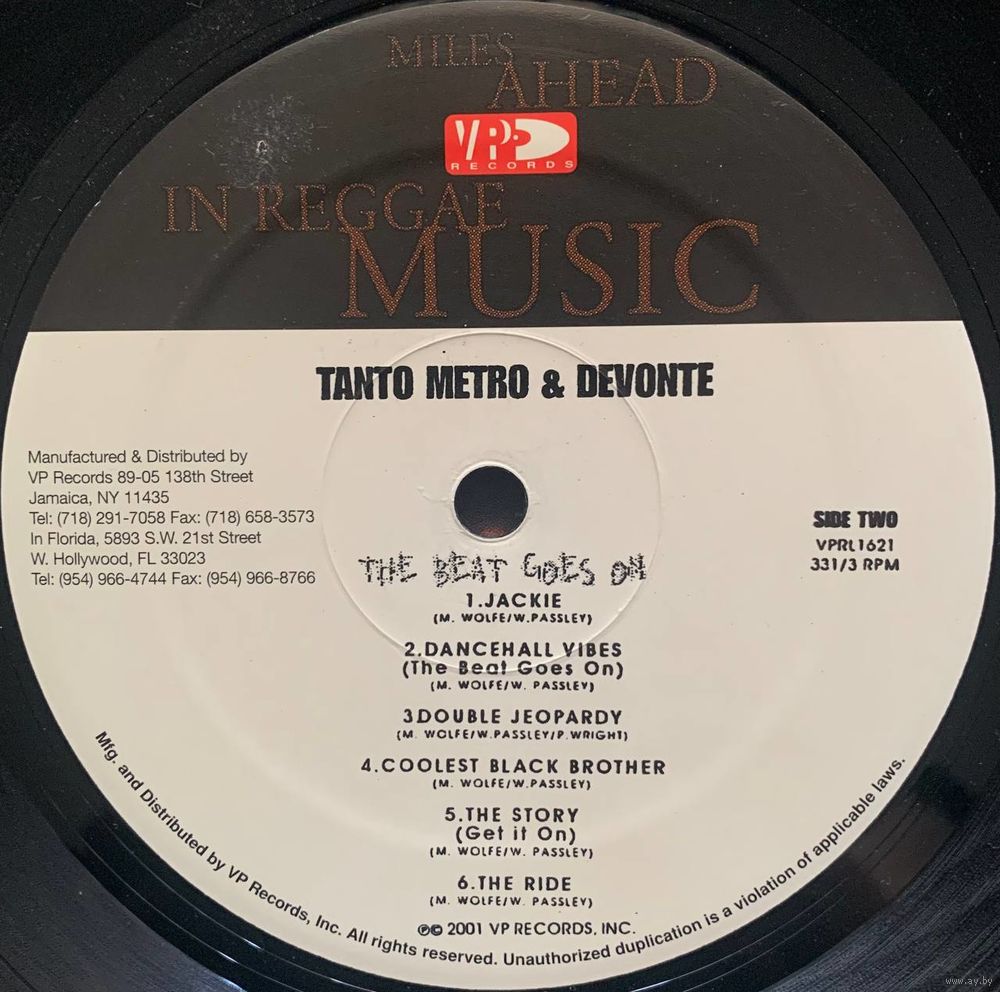 MILES
AHEAD
VP
RECORDS
IN REGGAE
MUSIC
TANTO METRO & DEVONTE
Manufactured & Distributed by
VP Records 89-05 138th Street
Jamaica, NY 11435
Tel: (718) 291-7058 Fax: (718) 658-3573
In Florida, 5893 S.W. 21st Street
W. Hollywood, FL 33023
Tel: (954) 966-4744 Fax: (954) 966-8766
SIDE TWO
VPRL1621
331/3 RPM
THE BEAT GOES ON
1.JACKIE
(M. WOLFE/W.PASSLEY)
2.DANCEHALL VIBES
(The Beat Goes On)
(M. WOLFE/W. PASSLEY)
3DOUBLE JEOPARDY
(M. WOLFE/W.PASSLEY/P.WRIGHT)
4.COOLEST BLACK BROTHER
(M. WOLFE/W.PASSLEY)
5.THE STORY
(Get it On)
(M. WOLFE/W. PASSLEY)
6.THE RIDE
(M. WOLFE/W. PASSLEY)
℗© 2001 VP RECORDS, INC.
Mfg. and Distributed by VP Records, Inc. All rights reserved. Unauthorized duplication is a violation of applicable laws.
www.ay.by